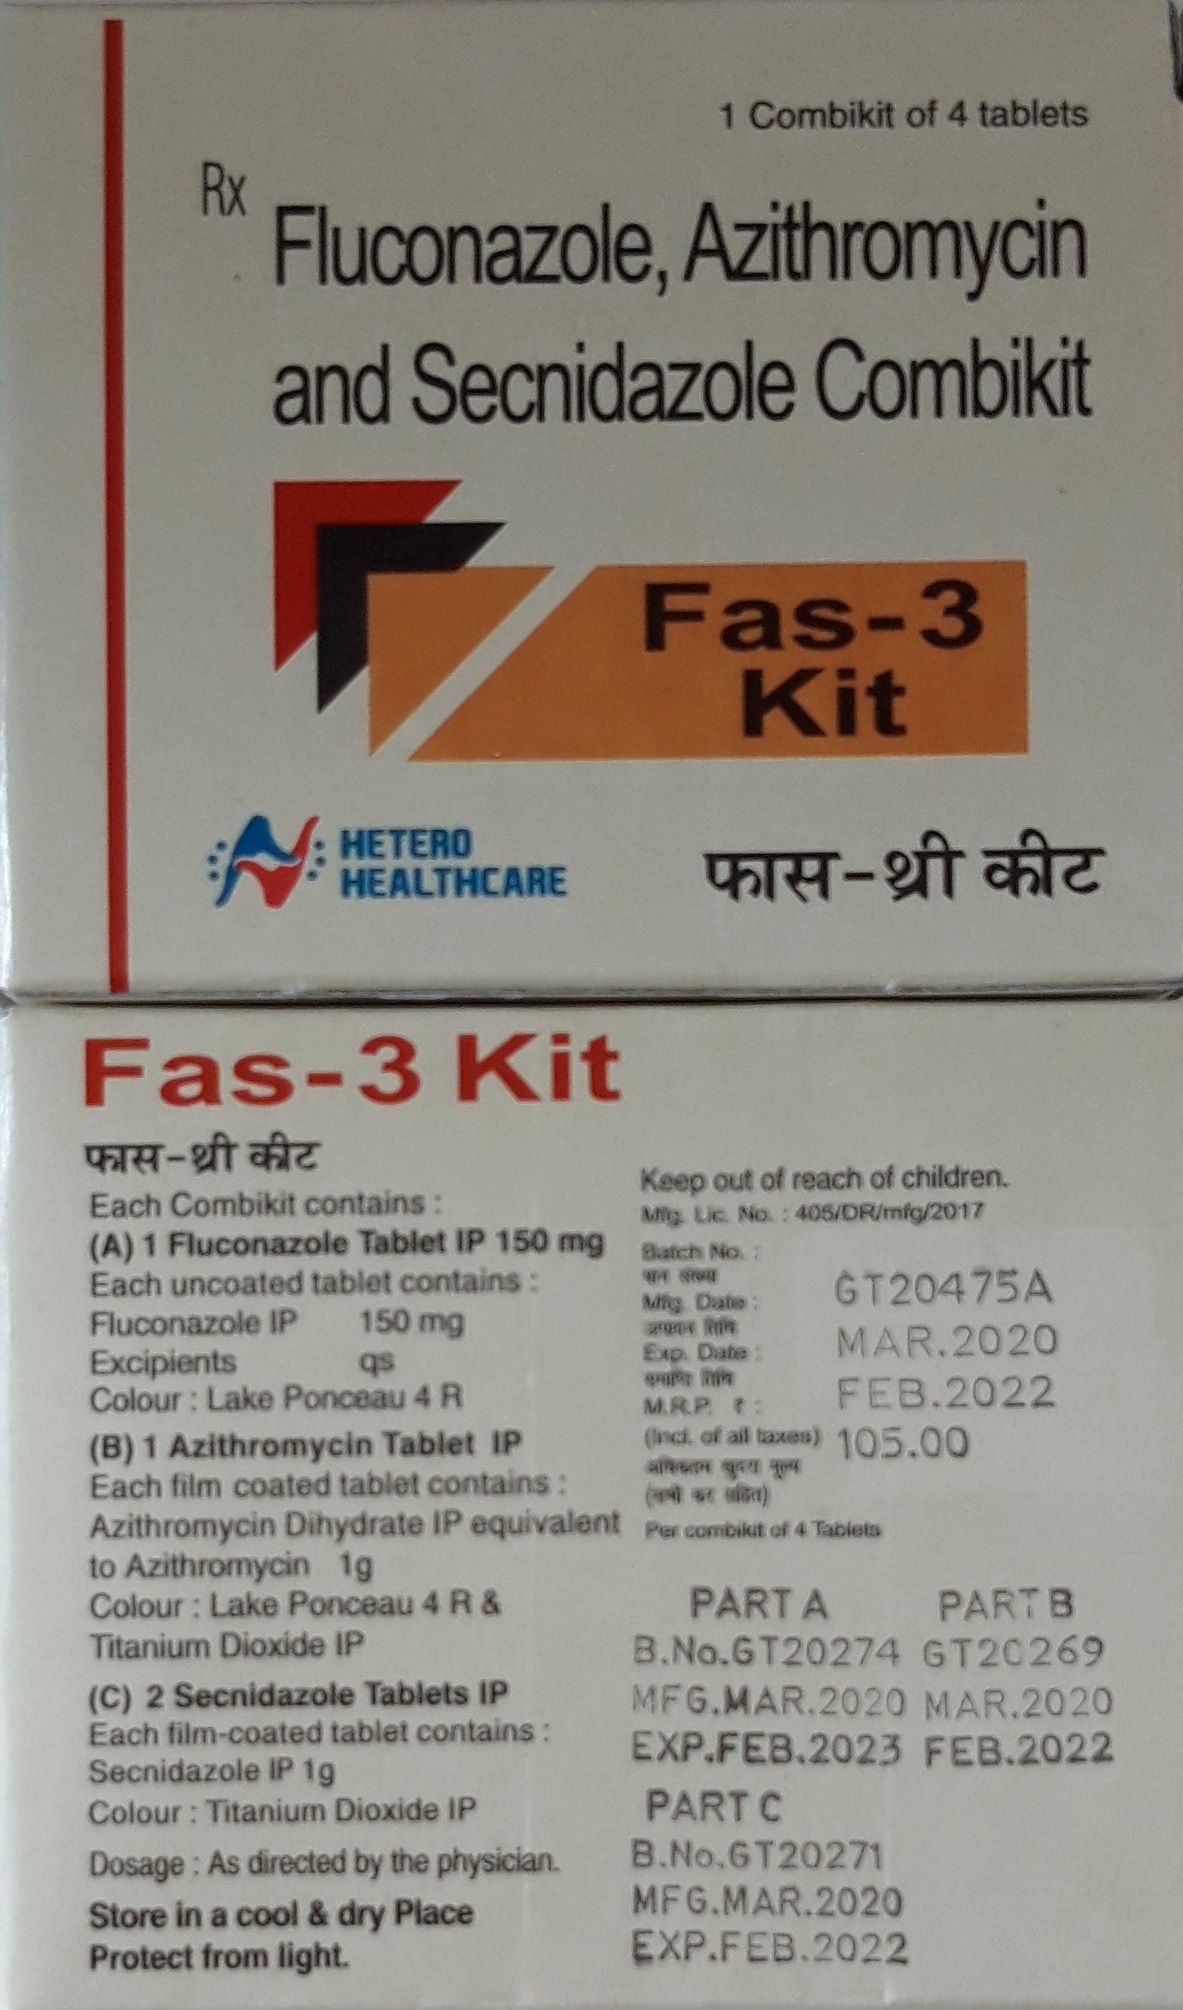 1 Combikit of 4 tablets
Rx
Fluconazole, Azithromycin
and Secnidazole Combikit
Fas-3
Kit
HETERO
HEALTHCARE
फास-थ्री कीट
Fas-3 Kit
फास-थ्री कीट
Each Combikit contains :
(A) 1 Fluconazole Tablet IP 150 mg
Each uncoated tablet contains :
Fluconazole IP 150 mg
Excipients qs
Colour : Lake Ponceau 4 R
(B) 1 Azithromycin Tablet IP
Each film coated tablet contains :
Azithromycin Dihydrate IP equivalent
to Azithromycin 1g
Colour : Lake Ponceau 4 R &
Titanium Dioxide IP
(C) 2 Secnidazole Tablets IP
Each film-coated tablet contains :
Secnidazole IP 1g
Colour : Titanium Dioxide IP
Dosage : As directed by the physician.
Store in a cool & dry Place
Protect from light.
Keep out of reach of children.
Mfg. Lic. No. : 405/DR/mfg/2017
Batch No. :
GT20475A
Mfg. Date :
MAR.2020
Exp. Date :
FEB.2022
M.R.P. ₹ :
(Incl. of all taxes) 105.00
(सभी कर सहित)
Per combikit of 4 Tablets
PART A PART B
B.No.GT20274 GT20269
MFG.MAR.2020 MAR.2020
EXP.FEB.2023 FEB.2022
PART C
B.No.GT20271
MFG.MAR.2020
EXP.FEB.2022